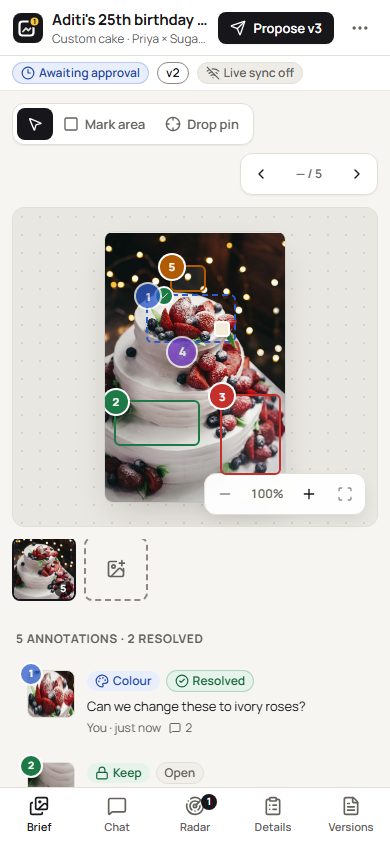 Aditi's 25th birthday ...
Custom cake · Priya × Suga...
Propose v3
Awaiting approval
v2
Live sync off
Mark area
Drop pin
— / 5
5
1
4
2
3
100%
5
5 ANNOTATIONS · 2 RESOLVED
1
Colour
Resolved
Can we change these to ivory roses?
You · just now
2
2
Keep
Open
1
Brief
Chat
Radar
Details
Versions